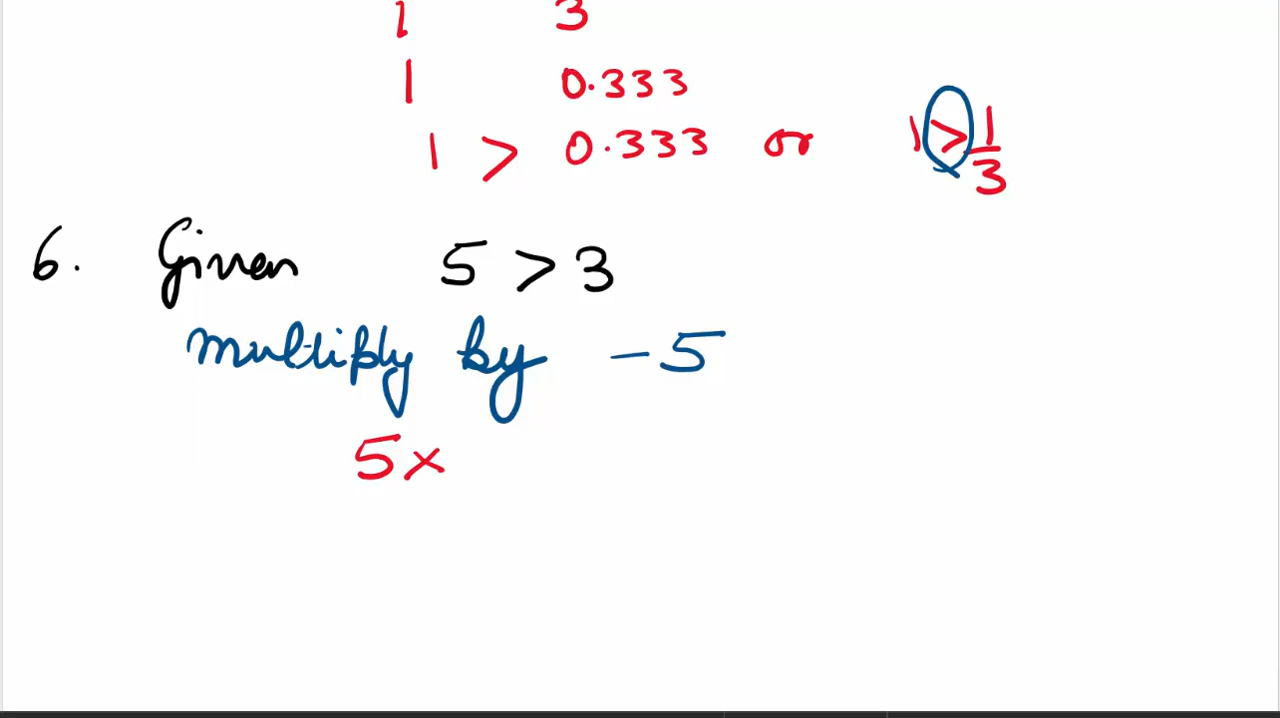 1 3
1 0.333
1 > 0.333 or 1 > 1/3
6. Given 5 > 3
multiply by -5
5×